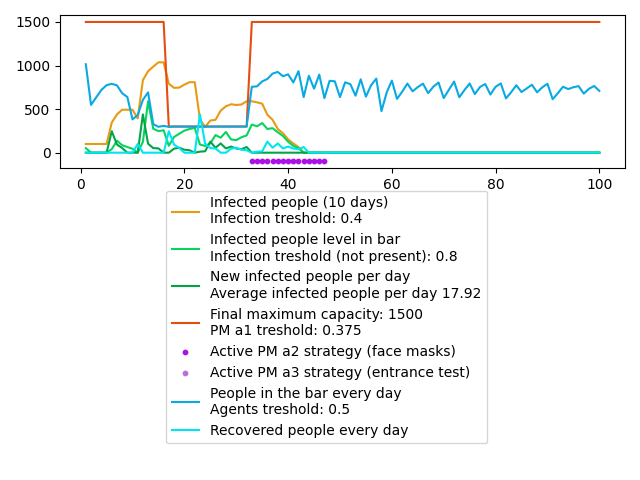 1500
1000
500
0
0
20
40
60
80
100
Infected people (10 days)
Infection treshold: 0.4
Infected people level in bar
Infection treshold (not present): 0.8
New infected people per day
Average infected people per day 17.92
Final maximum capacity: 1500
PM a1 treshold: 0.375
Active PM a2 strategy (face masks)
Active PM a3 strategy (entrance test)
People in the bar every day
Agents treshold: 0.5
Recovered people every day